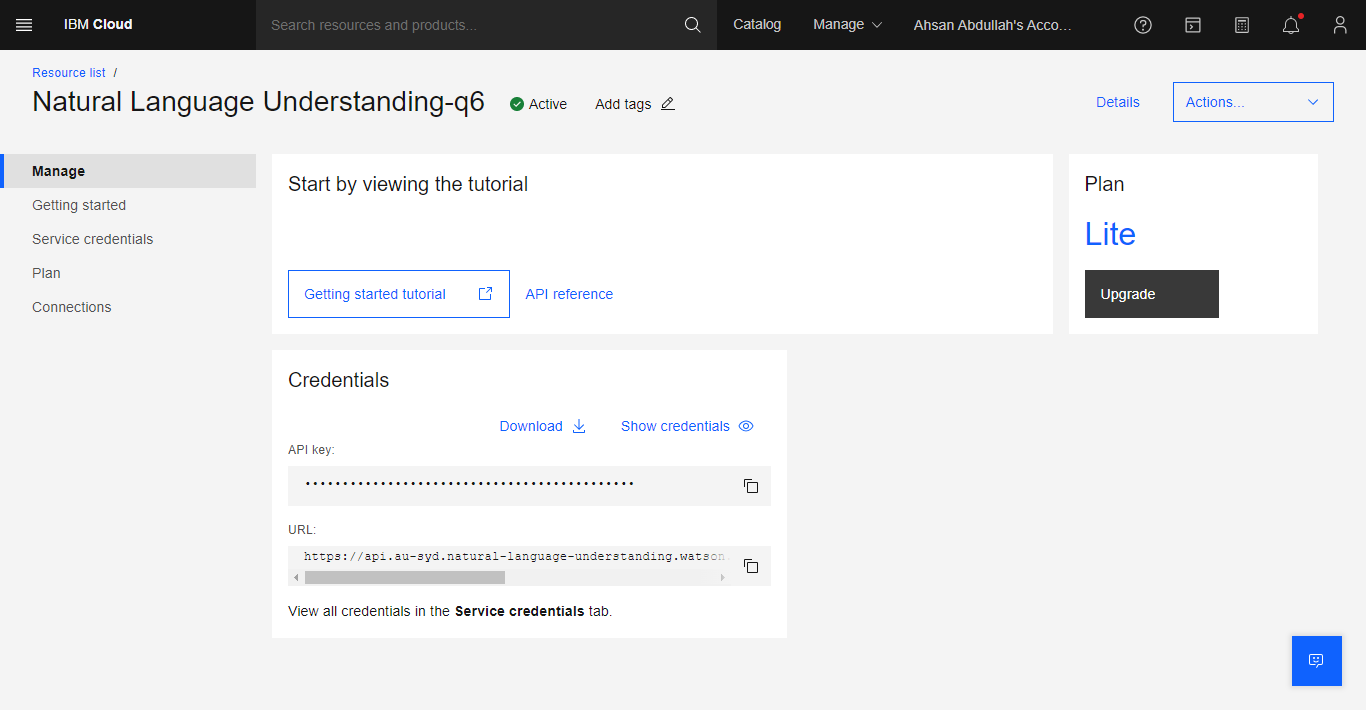 IBM Cloud
Search resources and products...
Catalog
Manage
Ahsan Abdullah's Acco...
Resource list /
Natural Language Understanding-q6
Active
Add tags
Details
Actions...
Manage
Getting started
Service credentials
Plan
Connections
Start by viewing the tutorial
Getting started tutorial
API reference
Plan
Lite
Upgrade
Credentials
Download
Show credentials
API key:
••••••••••••••••••••••••••••••••••••••••••••
URL:
https://api.au-syd.natural-language-understanding.watson.
View all credentials in the Service credentials tab.